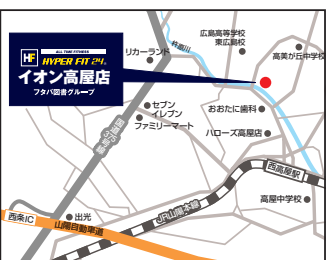 広島高等学校
東広島校
高美が丘中学校
リカーランド
杵原川
HF
ALL TIME FITNESS
HYPER FIT 24®
イオン高屋店
フタバ図書グループ
セブン
イレブン
ファミリーマート
おおたに歯科
ハローズ高屋店
国道375号線
西高屋駅
高屋中学校
JR山陽本線
西条IC
出光
山陽自動車道